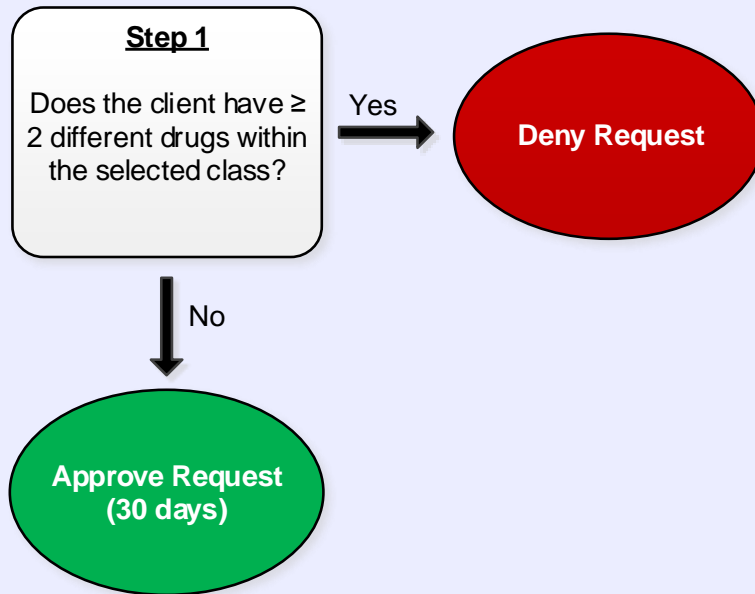 Step 1
Does the client have ≥
2 different drugs within
the selected class?
Yes
Deny Request
No
Approve Request
(30 days)